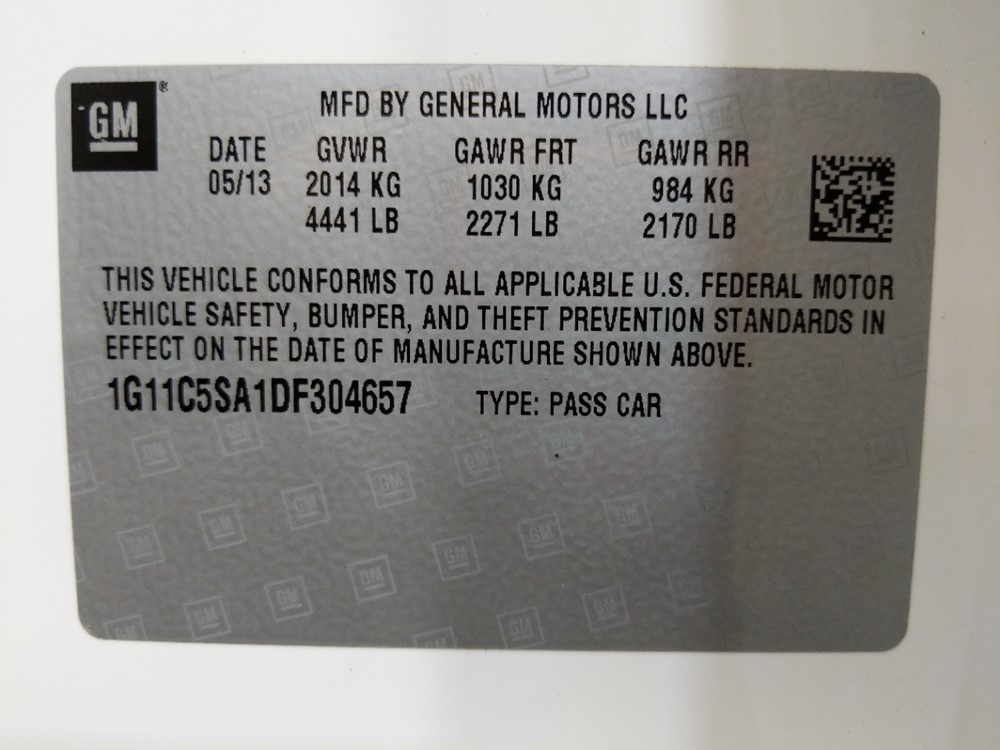 GM®
MFD BY GENERAL MOTORS LLC
DATE GVWR GAWR FRT GAWR RR
05/13 2014 KG 1030 KG 984 KG
4441 LB 2271 LB 2170 LB
THIS VEHICLE CONFORMS TO ALL APPLICABLE U.S. FEDERAL MOTOR
VEHICLE SAFETY, BUMPER, AND THEFT PREVENTION STANDARDS IN
EFFECT ON THE DATE OF MANUFACTURE SHOWN ABOVE.
1G11C5SA1DF304657 TYPE: PASS CAR